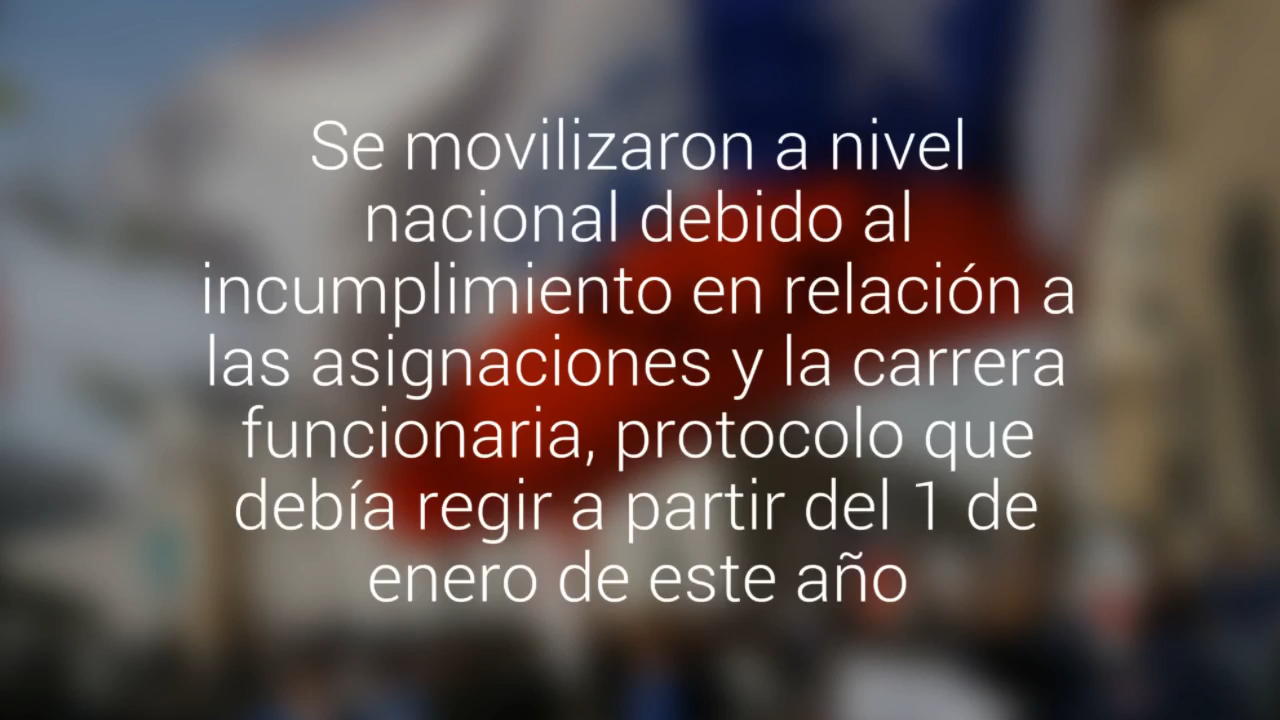 Se movilizaron a nivel
nacional debido al
incumplimiento en relación a
las asignaciones y la carrera
funcionaria, protocolo que
debía regir a partir del 1 de
enero de este año